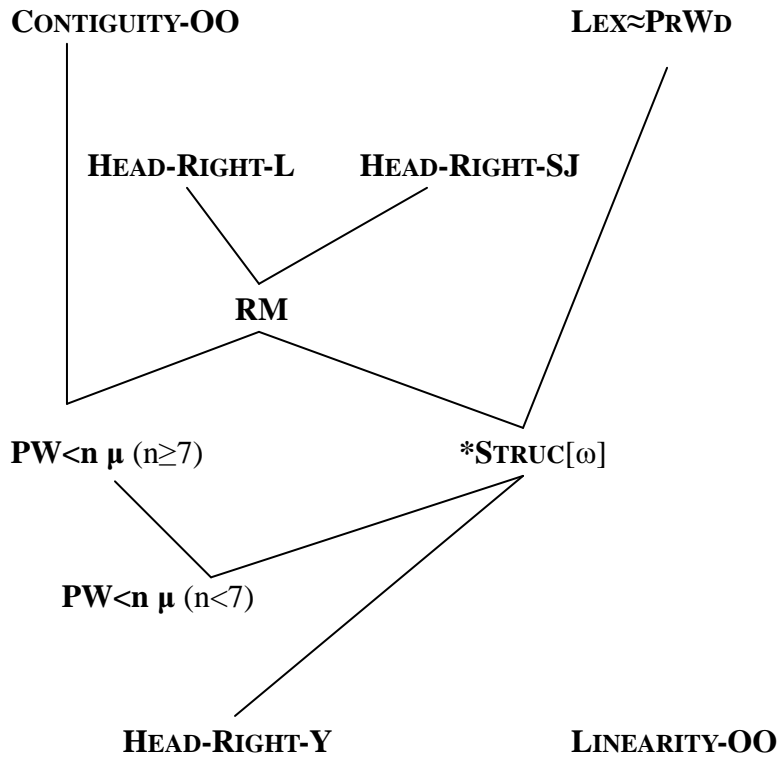 CONTIGUITY-OO LEX≈PRWD
HEAD-RIGHT-L HEAD-RIGHT-SJ
RM
PW<n μ (n≥7) *STRUC[ω]
PW<n μ (n<7)
HEAD-RIGHT-Y LINEARITY-OO